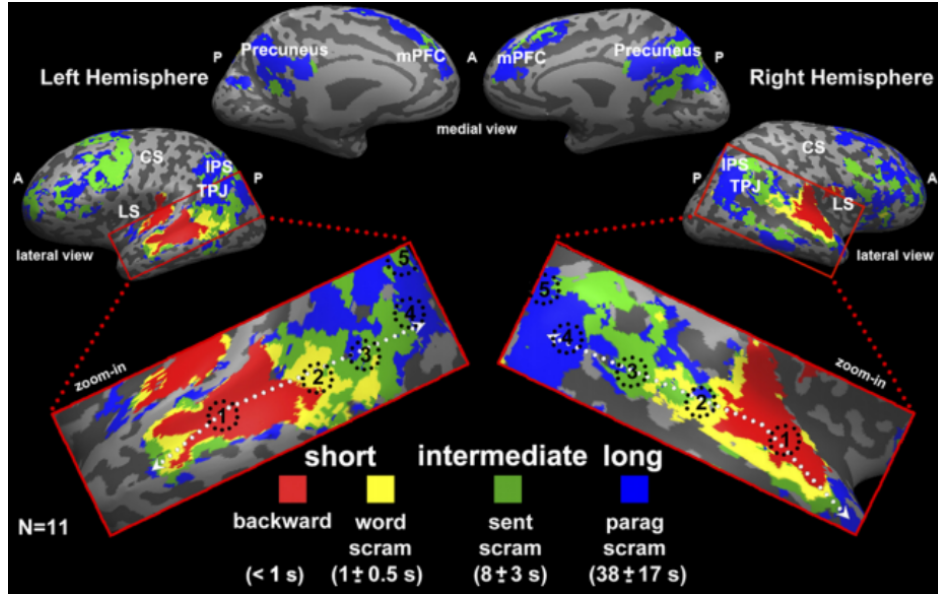 Precuneus
mPFC
P
A
Precuneus
mPFC
P
Left Hemisphere
Right Hemisphere
medial view
CS
IPS
TPJ
A
P
LS
lateral view
CS
IPS
TPJ
P
A
LS
lateral view
zoom-in
5
4
3
2
1
zoom-in
5
4
3
2
1
short intermediate long
backward word sent parag
scram scram scram
(< 1 s) (1 ± 0.5 s) (8 ± 3 s) (38 ± 17 s)
N=11